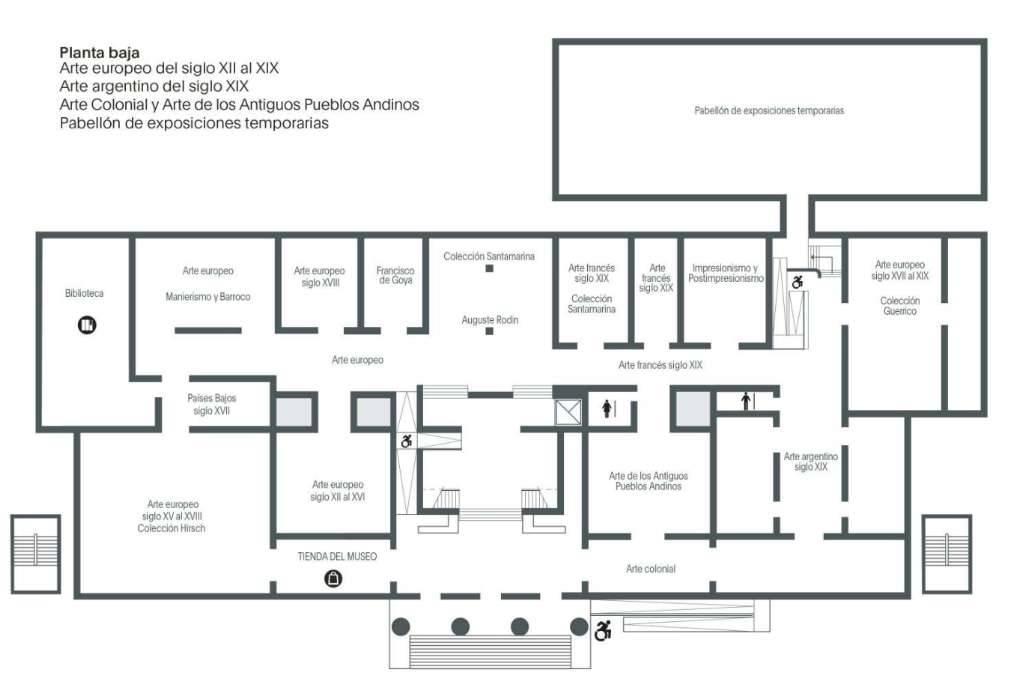 Planta baja
Arte europeo del siglo XII al XIX
Arte argentino del siglo XIX
Arte Colonial y Arte de los Antiguos Pueblos Andinos
Pabellón de exposiciones temporarias
Pabellón de exposiciones temporarias
Biblioteca
Arte europeo
Manierismo y Barroco
Arte europeo
siglo XVIII
Francisco
de Goya
Colección Santamarina
Auguste Rodin
Arte francés
siglo XIX
Colección
Santamarina
Arte
francés
siglo XIX
Impresionismo y
Postimpresionismo
Arte europeo
siglo XVII al XIX
Colección
Guerrico
Arte europeo
Arte francés siglo XIX
Países Bajos
siglo XVII
Arte europeo
siglo XV al XVIII
Colección Hirsch
Arte europeo
siglo XII al XVI
Arte de los Antiguos
Pueblos Andinos
Arte argentino
siglo XIX
TIENDA DEL MUSEO
Arte colonial